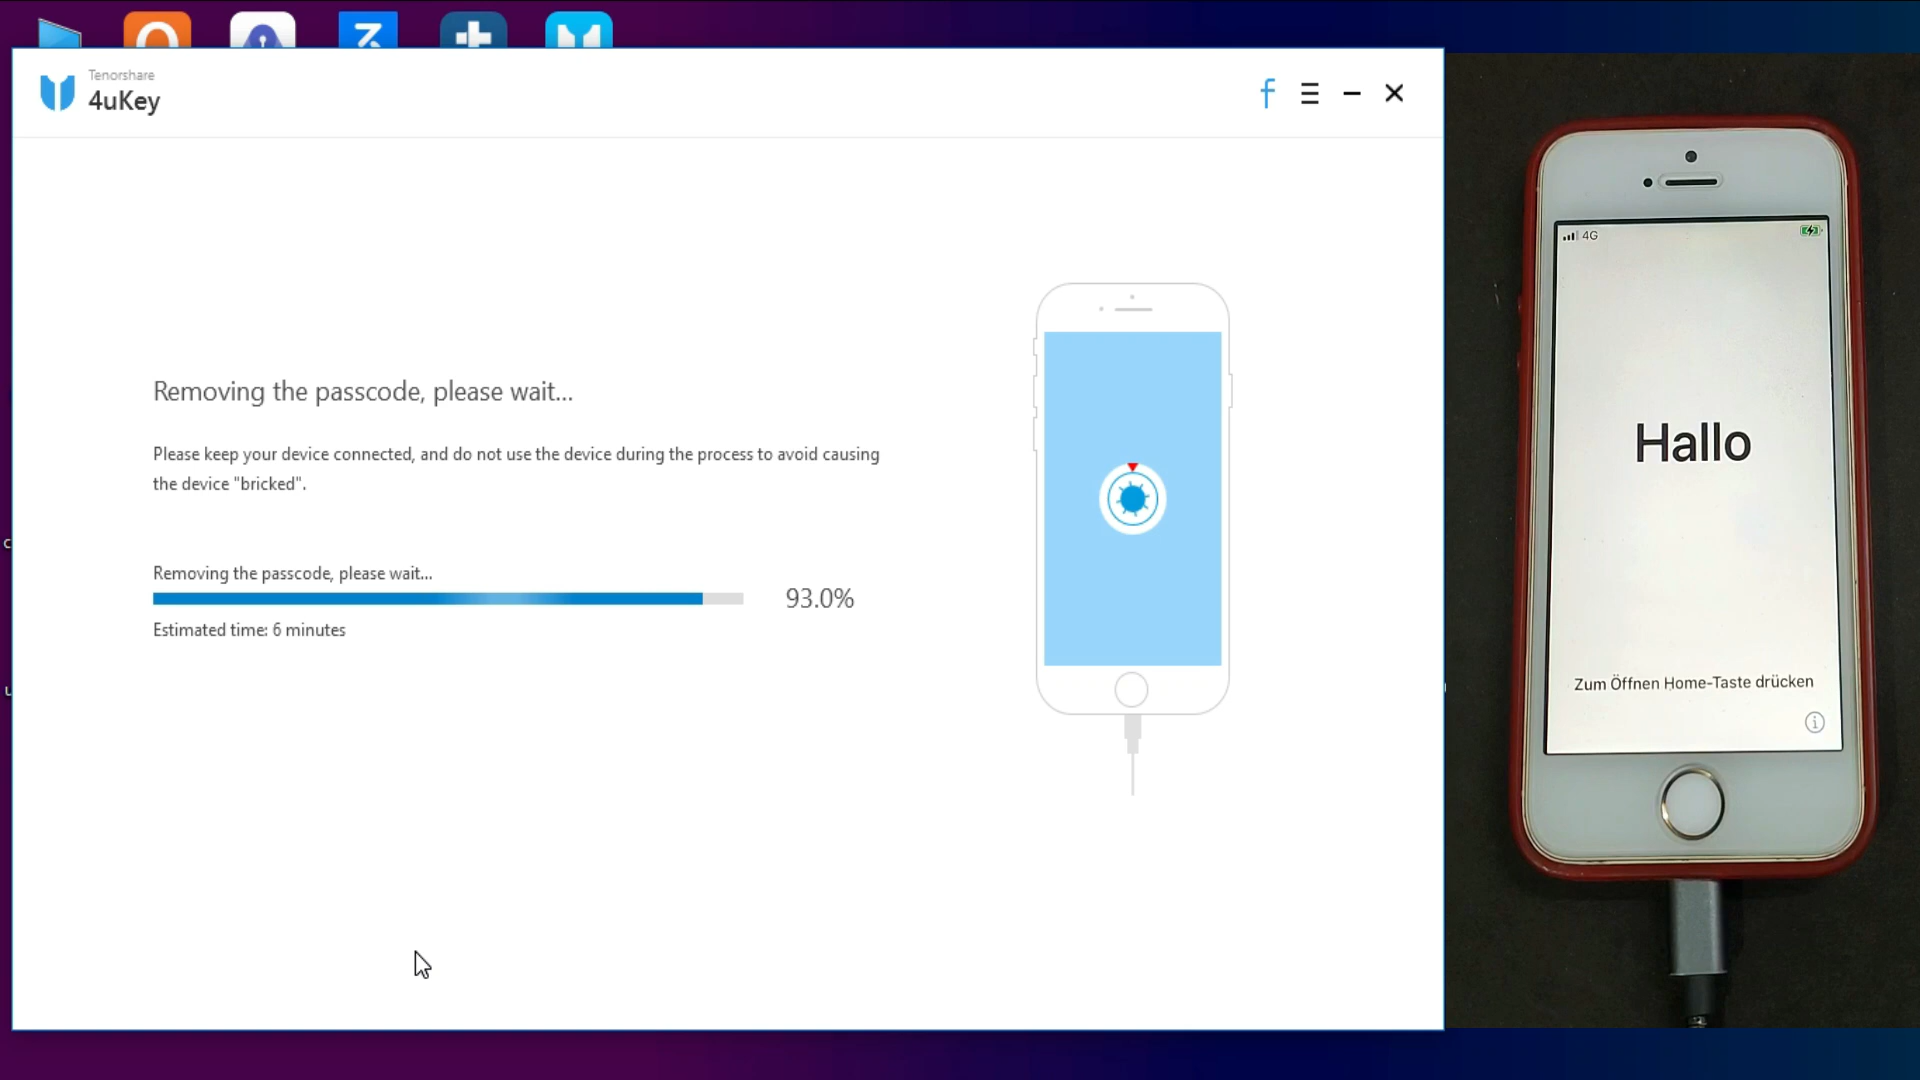 Tenorshare
4uKey
Removing the passcode, please wait...
Please keep your device connected, and do not use the device during the process to avoid causing
the device "bricked".
Removing the passcode, please wait...
93.0%
Estimated time: 6 minutes
4G
Hallo
Zum Öffnen Home-Taste drücken